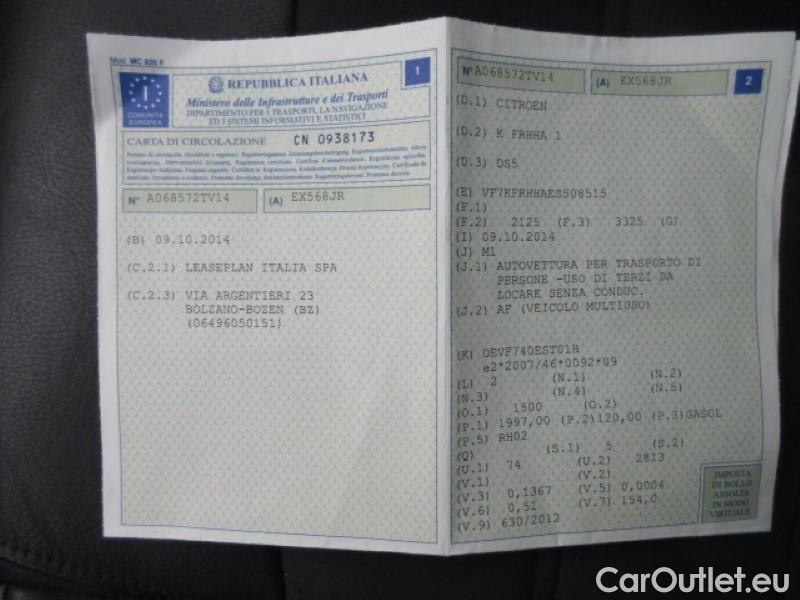 Mod. MC 820 F
1
I
COMUNITÀ
EUROPEA
REPUBBLICA ITALIANA
Ministero delle Infrastrutture e dei Trasporti
DIPARTIMENTO PER I TRASPORTI, LA NAVIGAZIONE
ED I SISTEMI INFORMATIVI E STATISTICI
CARTA DI CIRCOLAZIONE CN 0938173
N° A068572TV14 (A) EX568JR
(B) 09.10.2014
(C.2.1) LEASEPLAN ITALIA SPA
(C.2.3) VIA ARGENTIERI 23
BOLZANO-BOZEN (BZ)
(06496050151)
N° A068572TV14 (A) EX568JR
2
(D.1) CITROEN
(D.2) K FRHHA 1
(D.3) DS5
(E) VF7KFRHHAES508515
(F.1)
(F.2) 2125 (F.3) 3325 (G)
(I) 09.10.2014
(J) M1
(J.1) AUTOVETTURA PER TRASPORTO DI
PERSONE -USO DI TERZI DA
LOCARE SENZA CONDUC.
(J.2) AF (VEICOLO MULTIUSO)
(K) OEVF740EST01H
e2*2007/46*0092*09
(L) 2 (N.1) (N.2)
(N.3) (N.4) (N.5)
(O.1) 1500 (O.2)
(P.1) 1997,00 (P.2)120,00 (P.3)GASOL
(P.5) RH02
(Q) (S.1) 5 (S.2)
(U.1) 74 (U.2) 2813
(V.1) (V.2)
(V.3) 0,1367 (V.5) 0,0004
(V.6) 0,51 (V.7) 154,0
(V.9) 630/2012
IMPOSTA
DI BOLLO
ASSOLTA
IN MODO
VIRTUALE
CarOutlet.eu